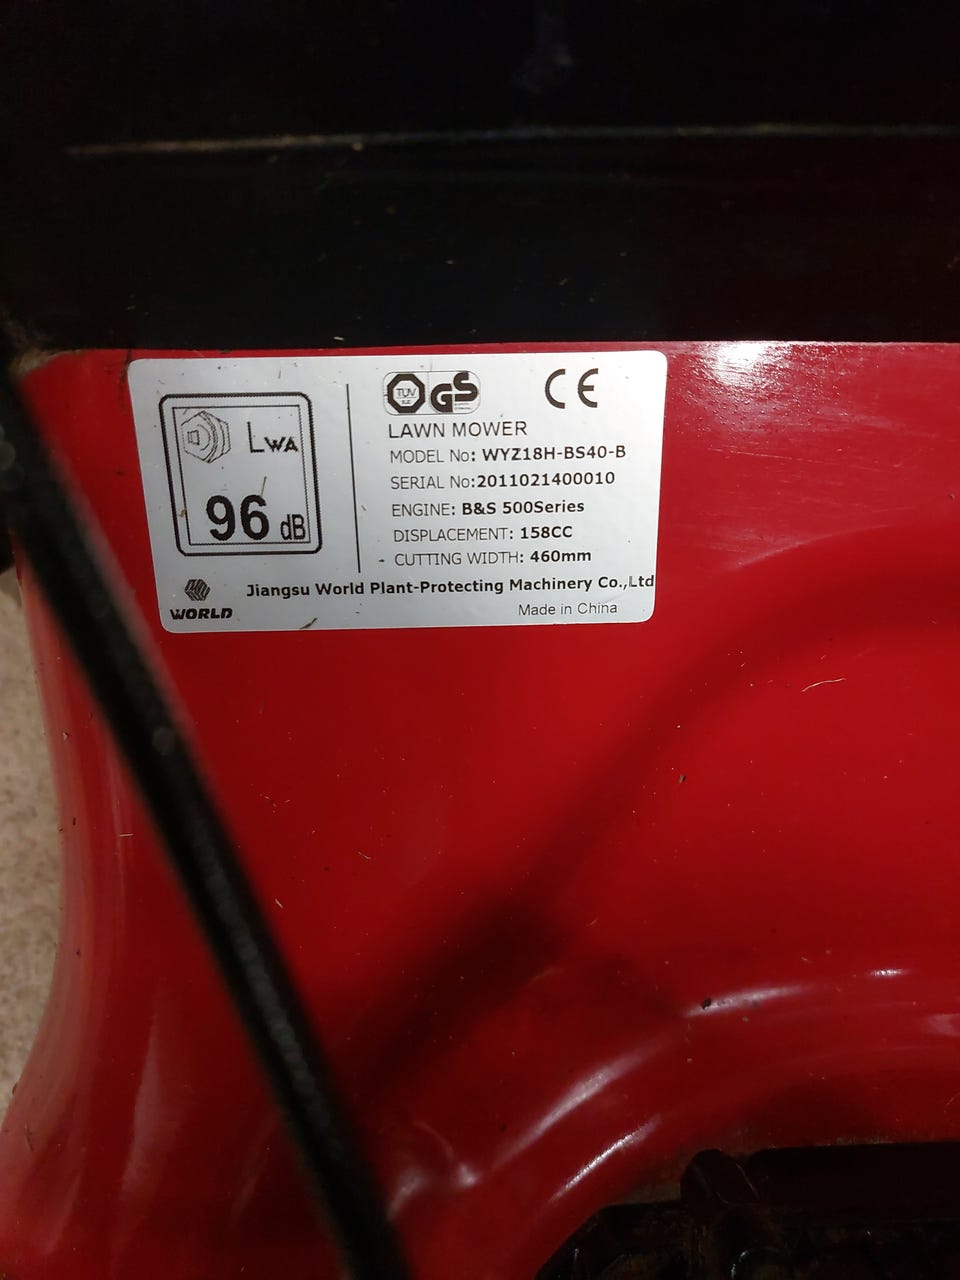 LWA
96 dB
TUV GS CE
LAWN MOWER
MODEL No: WYZ18H-BS40-B
SERIAL No:2011021400010
ENGINE: B&S 500Series
DISPLACEMENT: 158CC
CUTTING WIDTH: 460mm
WORLD
Jiangsu World Plant-Protecting Machinery Co.,Ltd
Made in China